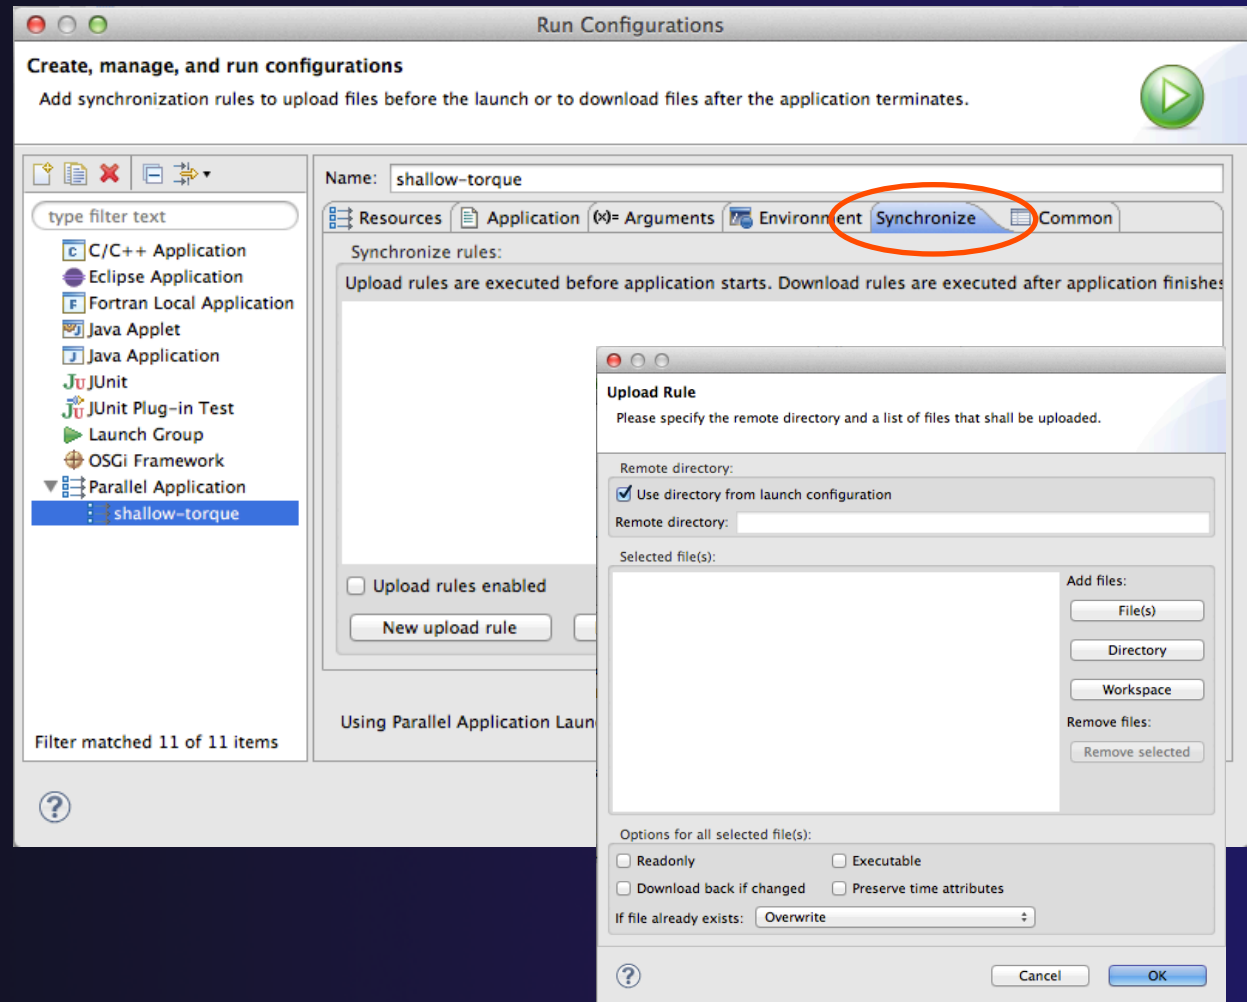 Run Configurations
Create, manage, and run configurations
Add synchronization rules to upload files before the launch or to download files after the application terminates.
type filter text
C/C++ Application
Eclipse Application
Fortran Local Application
Java Applet
Java Application
JUnit
JUnit Plug-in Test
Launch Group
OSGi Framework
Parallel Application
shallow-torque
Filter matched 11 of 11 items
Name: shallow-torque
Resources Application (x)= Arguments Environment Synchronize Common
Synchronize rules:
Upload rules are executed before application starts. Download rules are executed after application finishes
Upload rules enabled
New upload rule
Using Parallel Application Laun
Upload Rule
Please specify the remote directory and a list of files that shall be uploaded.
Remote directory:
Use directory from launch configuration
Remote directory:
Selected file(s):
Add files:
File(s)
Directory
Workspace
Remove files:
Remove selected
Options for all selected file(s):
Readonly Executable
Download back if changed Preserve time attributes
If file already exists: Overwrite
Cancel OK